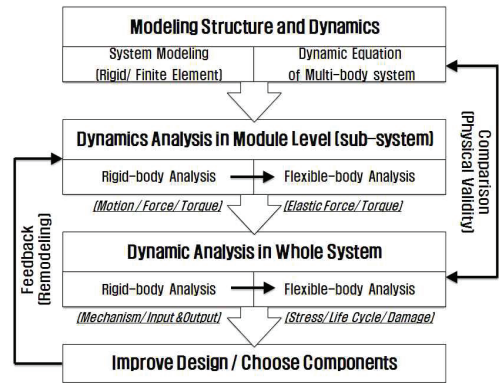 Modeling Structure and Dynamics
System Modeling
(Rigid/ Finite Element)
Dynamic Equation
of Multi-body system
Dynamics Analysis in Module Level (sub-system)
Rigid-body Analysis
Flexible-body Analysis
(Motion/ Force/ Torque)
(Elastic Force/ Torque)
Dynamic Analysis in Whole System
Rigid-body Analysis
Flexible-body Analysis
(Mechanism/ Input &Output)
(Stress/ Life Cycle/ Damage)
Improve Design / Choose Components
Feedback
(Remodeling)
Comparison
(Physical Validity)